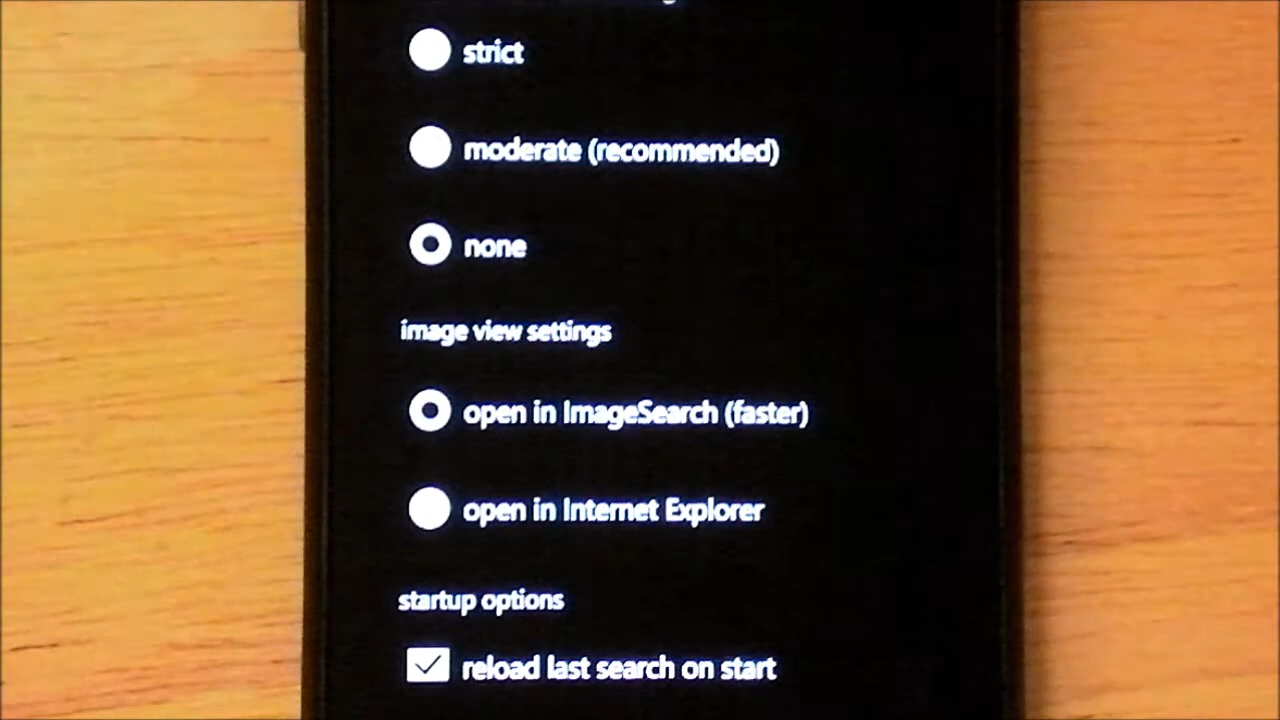 strict
moderate (recommended)
none
image view settings
open in ImageSearch (faster)
open in Internet Explorer
startup options
reload last search on start